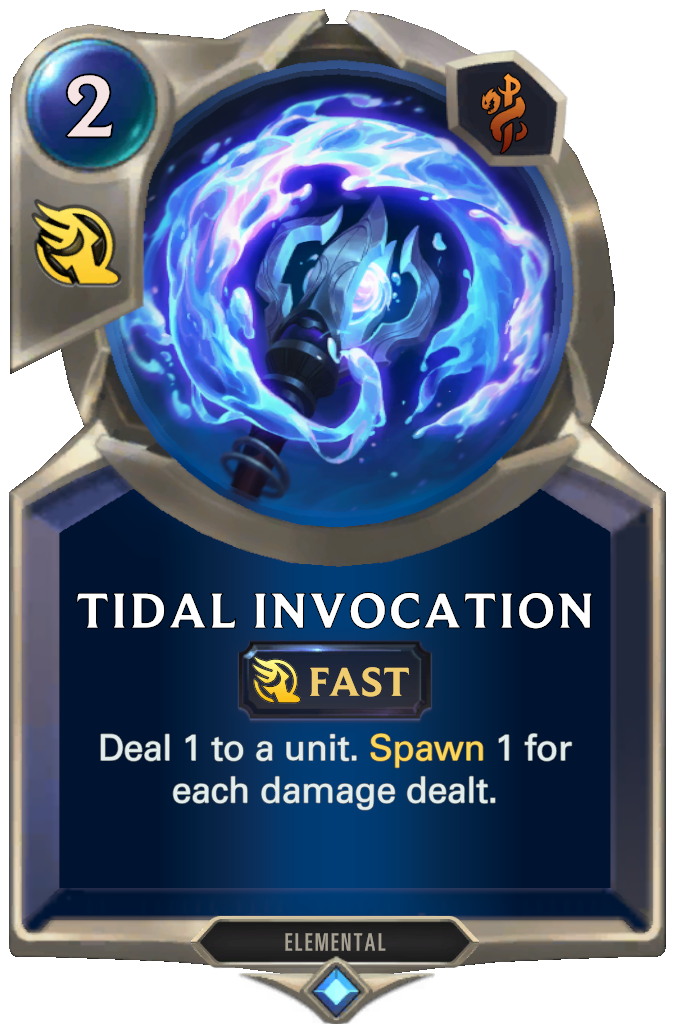 2
TIDAL INVOCATION
FAST
Deal 1 to a unit. Spawn 1 for
each damage dealt.
ELEMENTAL